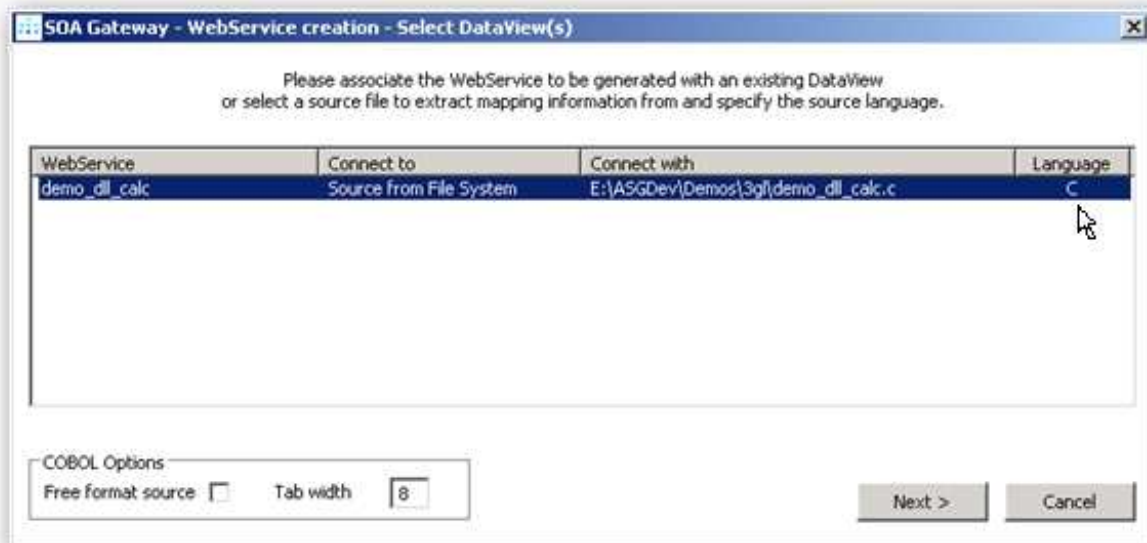 SOA Gateway - WebService creation - Select DataView(s)
Please associate the WebService to be generated with an existing DataView
or select a source file to extract mapping information from and specify the source language.
WebService Connect to Connect with Language
demo_dll_calc Source from File System E:\ASGDev\Demos\3gl\demo_dll_calc.c C
COBOL Options
Free format source Tab width 8
Next > Cancel